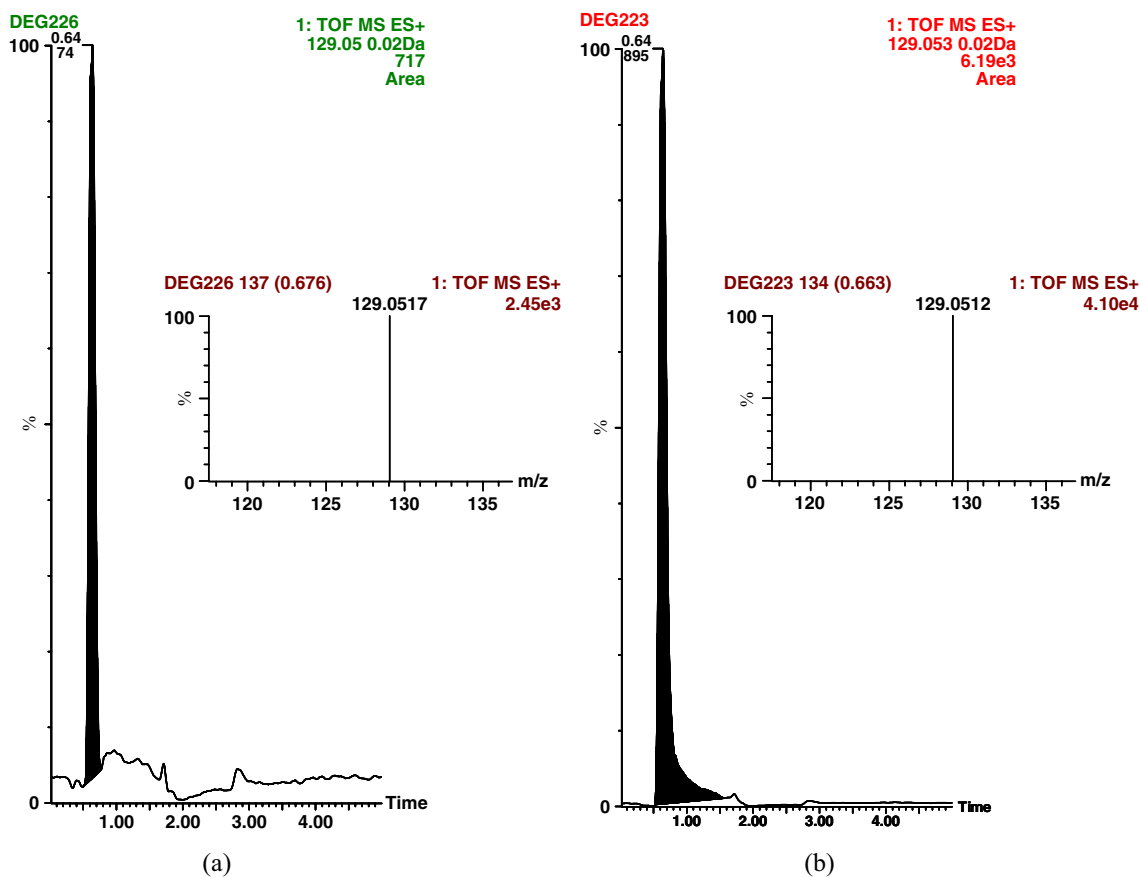 DEG226
1: TOF MS ES+
129.05 0.02Da
717
Area
100
0.64
74
%
0
1.00 2.00 3.00 4.00
Time
DEG226 137 (0.676)
1: TOF MS ES+
2.45e3
129.0517
100
%
0
120 125 130 135
m/z
(a)
DEG223
1: TOF MS ES+
129.053 0.02Da
6.19e3
Area
100
0.64
895
%
0
1.00 2.00 3.00 4.00
Time
DEG223 134 (0.663)
1: TOF MS ES+
4.10e4
129.0512
100
%
0
120 125 130 135
m/z
(b)